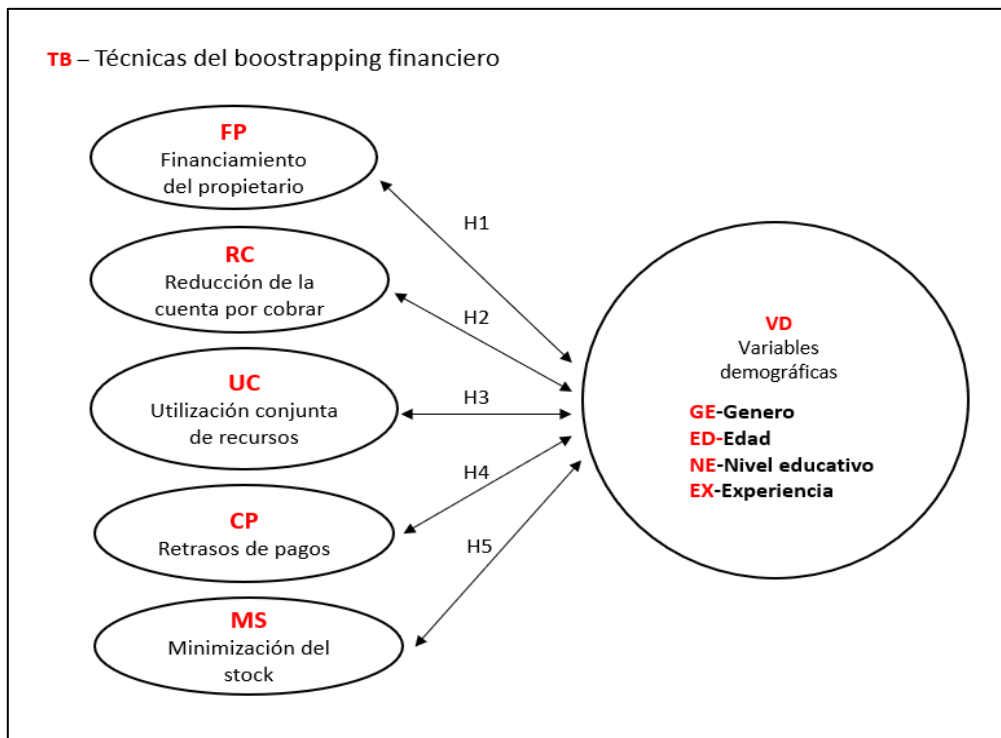 TB – Técnicas del boostrapping financiero
FP
Financiamiento
del propietario
H1
RC
Reducción de la
cuenta por cobrar
H2
UC
Utilización conjunta
de recursos
H3
CP
Retrasos de pagos
H4
MS
Minimización del
stock
H5
VD
Variables
demográficas
GE-Genero
ED-Edad
NE-Nivel educativo
EX-Experiencia